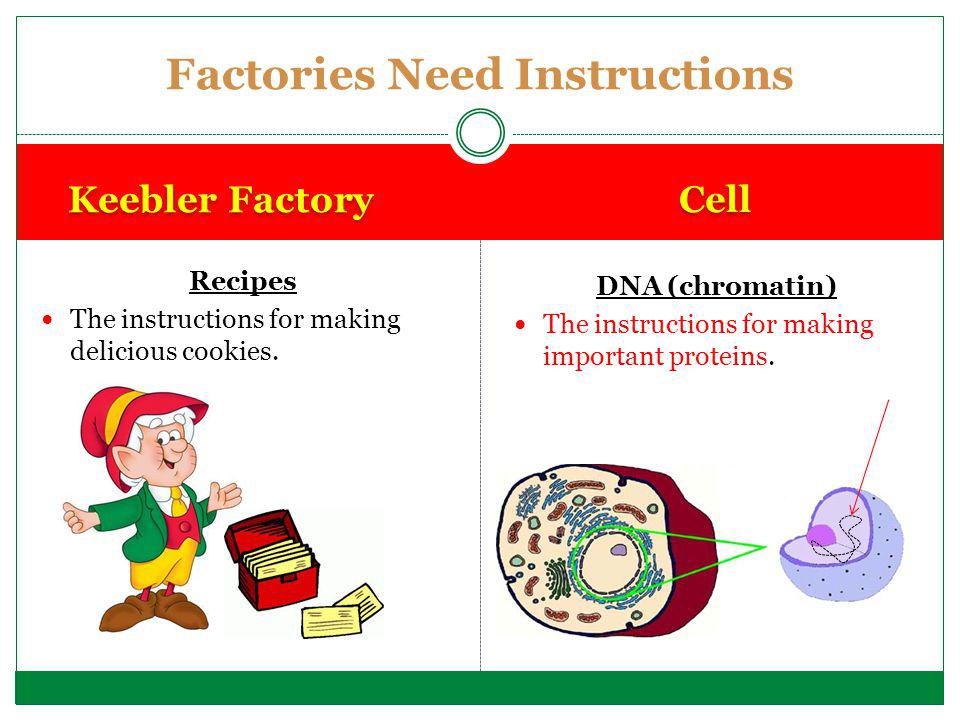 Factories Need Instructions
Keebler Factory
Cell
Recipes
• The instructions for making
delicious cookies.
DNA (chromatin)
• The instructions for making
important proteins.